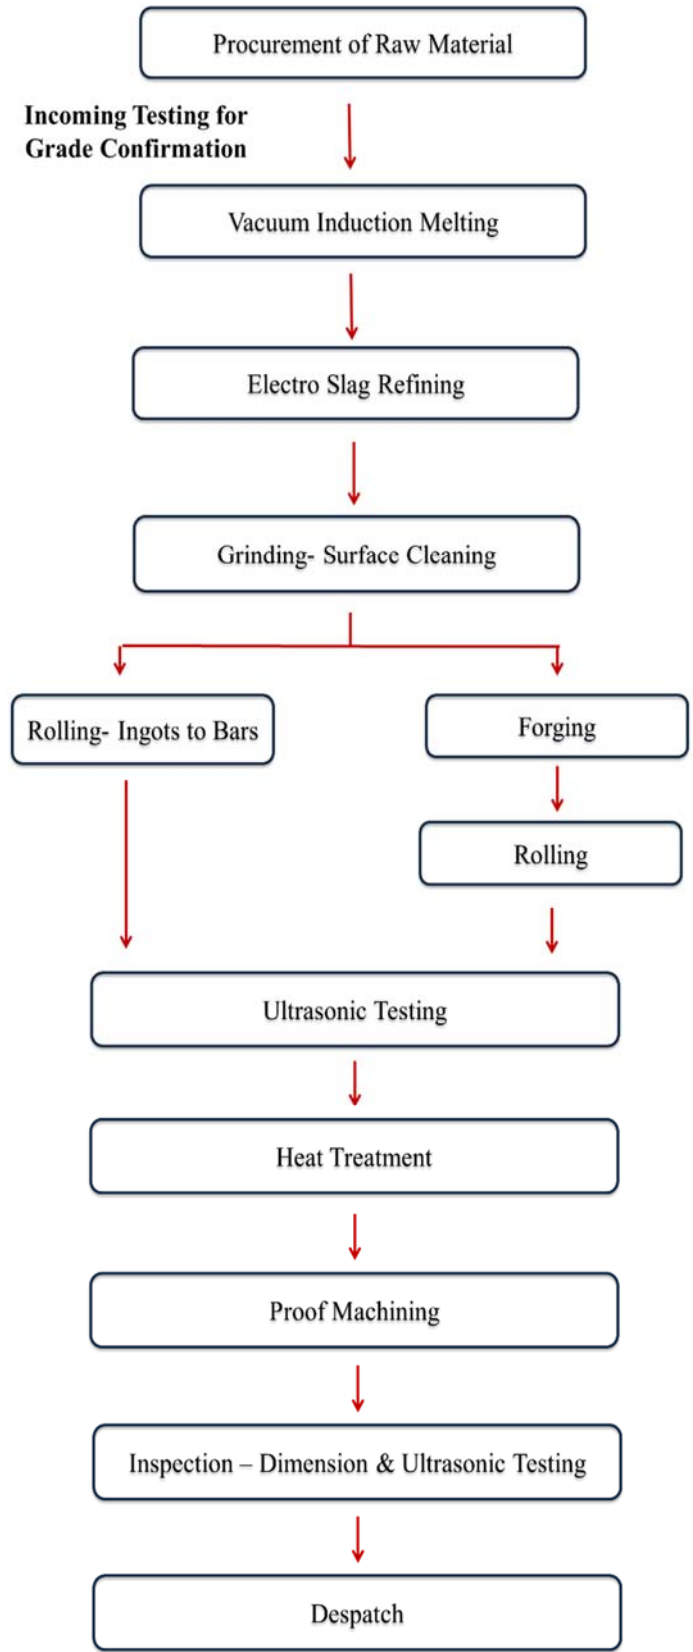 Procurement of Raw Material
Incoming Testing for
Grade Confirmation
Vacuum Induction Melting
Electro Slag Refining
Grinding- Surface Cleaning
Rolling- Ingots to Bars
Forging
Rolling
Ultrasonic Testing
Heat Treatment
Proof Machining
Inspection – Dimension & Ultrasonic Testing
Despatch